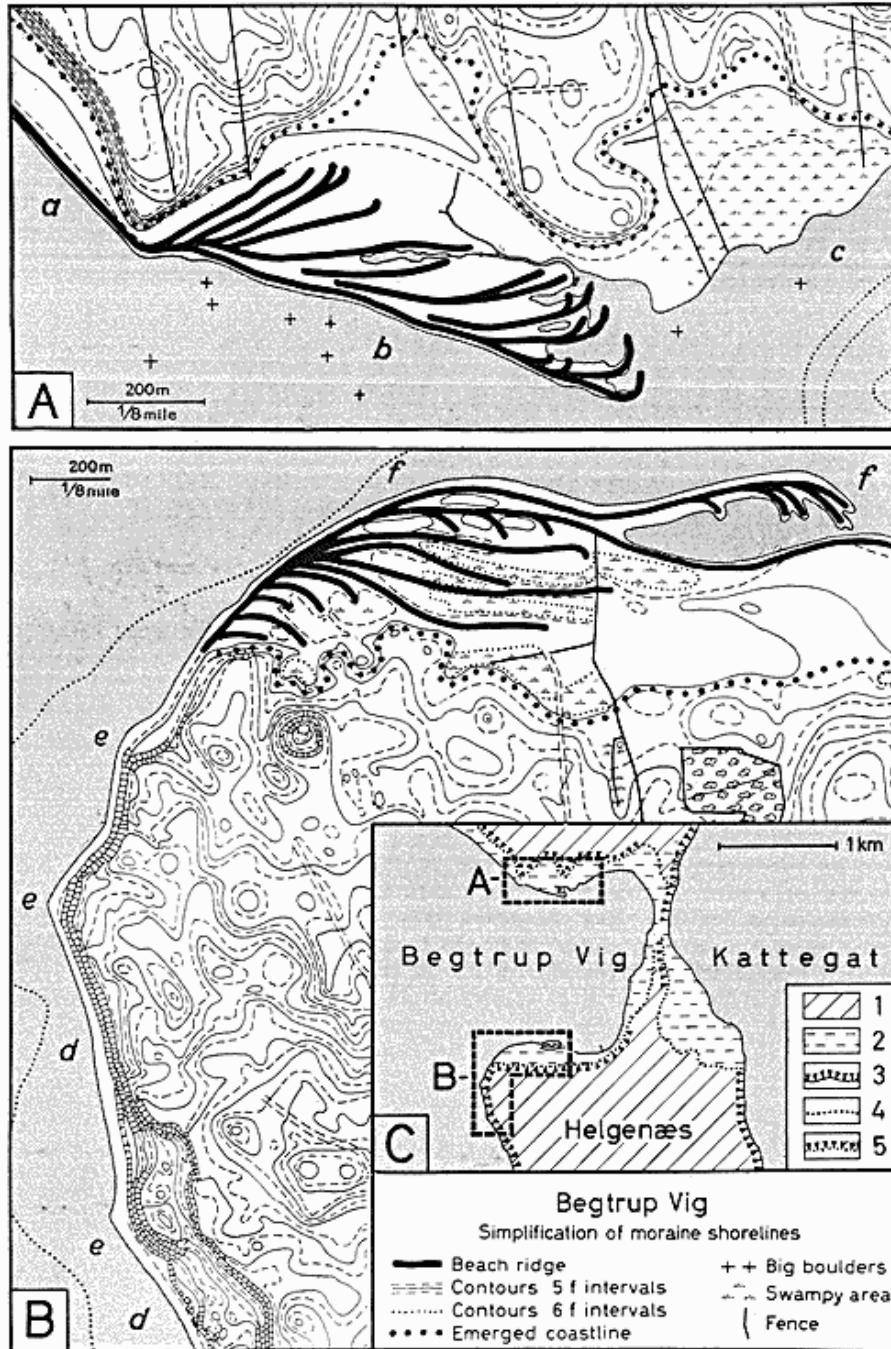 a
b
c
A
200m
1/8 mile
200m
1/8 mile
f
f
e
e
d
e
d
B
1 km
A
Begtrup Vig
Kattegat
B
Helgenæs
C
1
2
3
4
5
Begtrup Vig
Simplification of moraine shorelines
Beach ridge
Contours 5 f intervals
Contours 6 f intervals
Emerged coastline
++ Big boulders
Swampy area
Fence